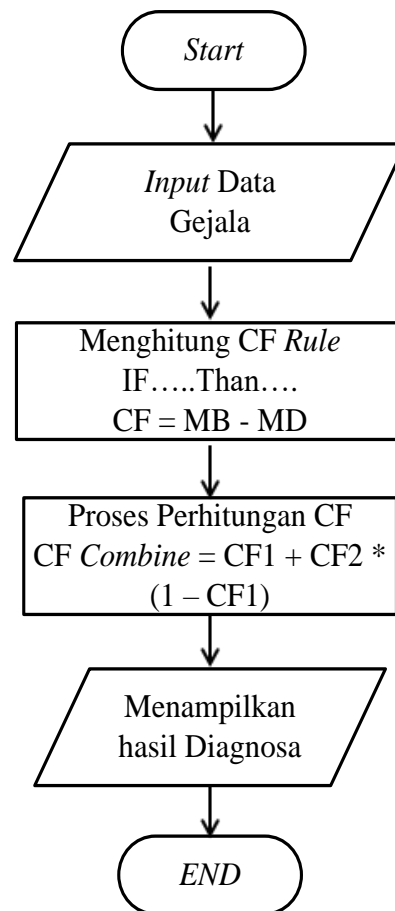 Start
Input Data
Gejala
Menghitung CF Rule
IF…..Than….
CF = MB - MD
Proses Perhitungan CF
CF Combine = CF1 + CF2 *
(1 – CF1)
Menampilkan
hasil Diagnosa
END